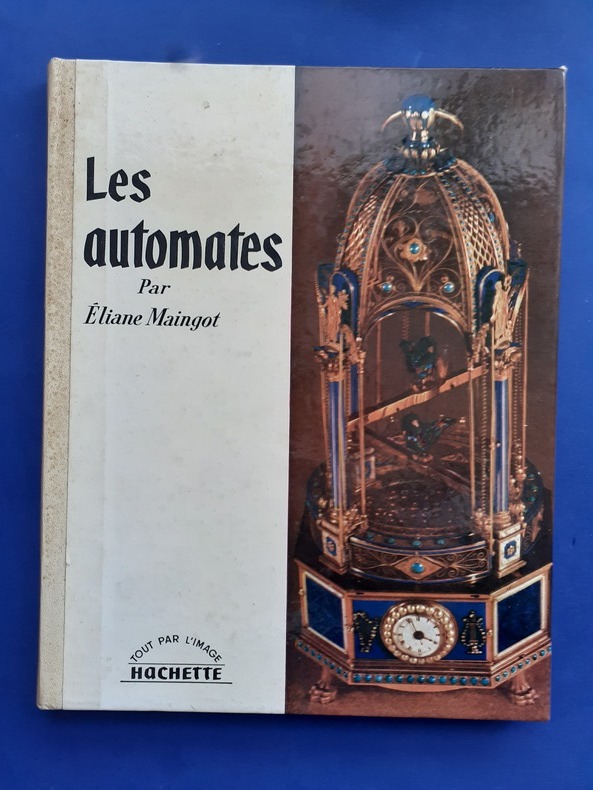 Les
automates
Par
Éliane Maingot
TOUT PAR L'IMAGE
HACHETTE